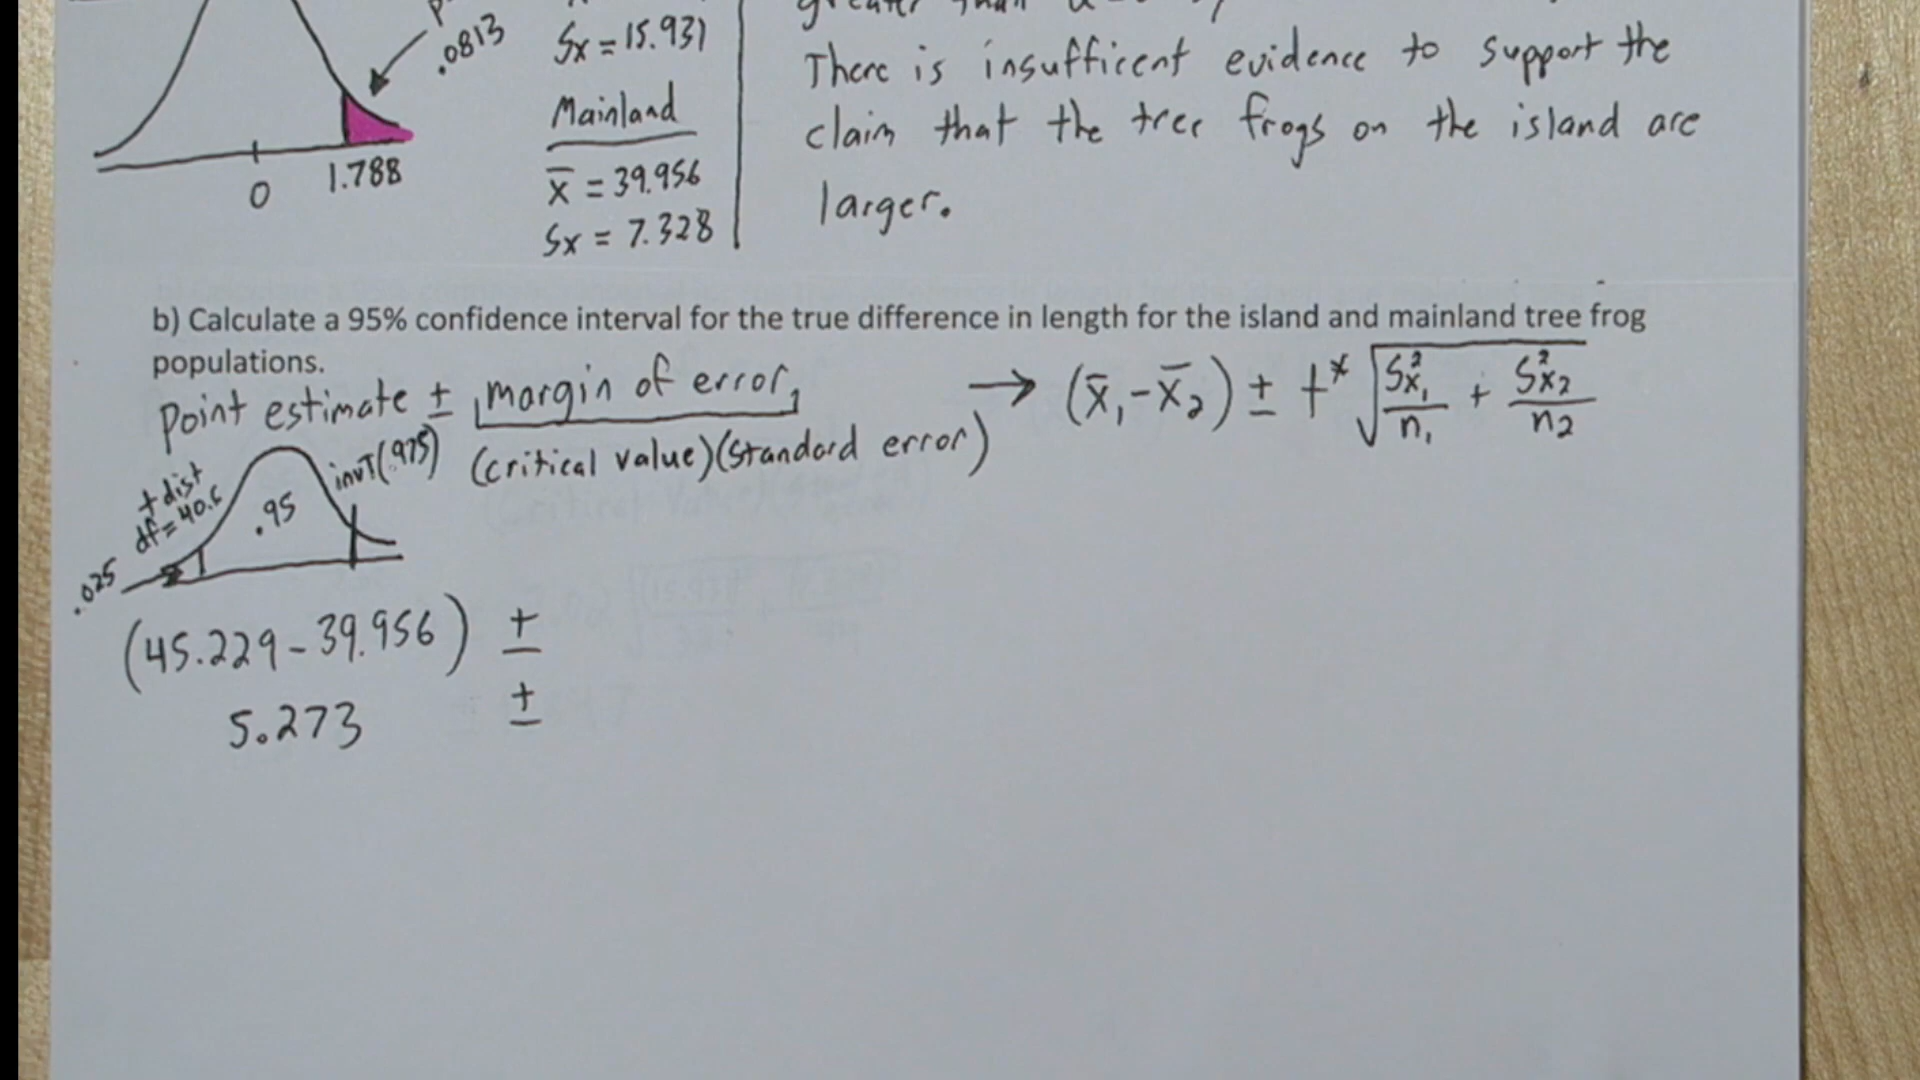 .0813
Sx = 15.931
Mainland
x̄ = 39.956
Sx = 7.328
0
1.788
There is insufficent evidence to support the
claim that the tree frogs on the island are
larger.
b) Calculate a 95% confidence interval for the true difference in length for the island and mainland tree frog
populations.
Point estimate ± margin of error
(critical value)(standard error)
→ (x̄₁ - x̄₂) ± t* √(Sx₁²/n₁ + Sx₂²/n₂)
t dist
df = 40.6
.95
invT(.975)
.025
(45.229 - 39.956) ±
5.273 ±